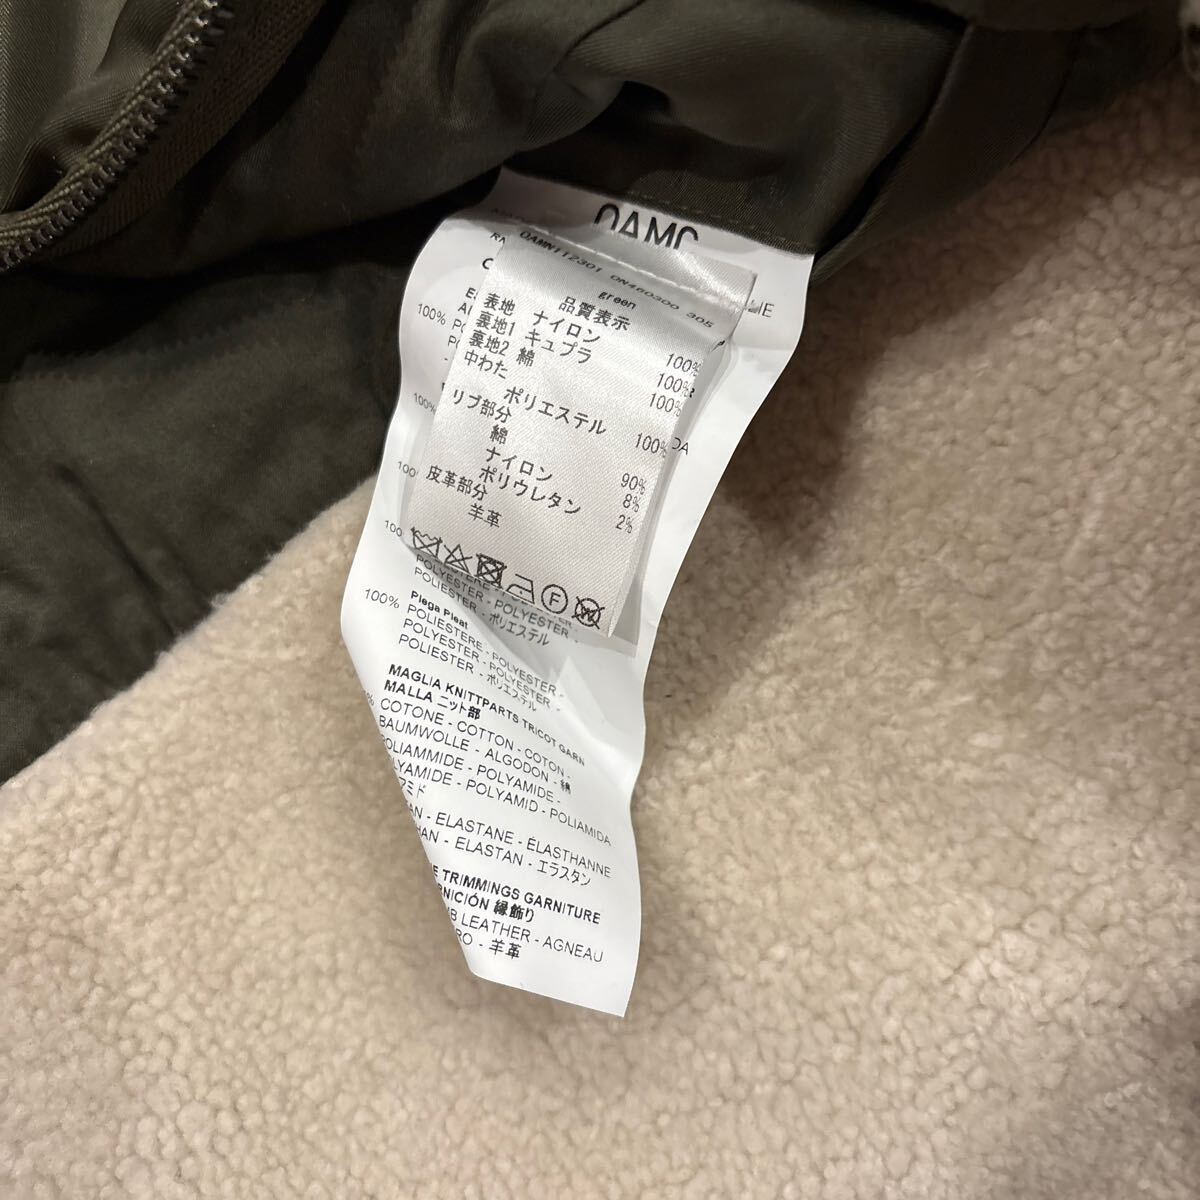 OAMC
OAMN112301 0N460300 305
green
品質表示
表地 ナイロン 100%
裏地1 キュプラ 100%
裏地2 綿 100%
中わた
ポリエステル 100%
リブ部分
綿 90%
ナイロン 8%
ポリウレタン 2%
皮革部分
羊革
F
W
POLYESTER - POLYESTER -
POLIESTER - ポリエステル
Piega Pleat
100% POLIESTERE - POLYESTER -
POLYESTER - POLYESTER -
POLIESTER - ポリエステル
MAGLIA KNITTPARTS TRICOT GARN
MALLA ニット部
COTONE - COTTON - COTON -
BAUMWOLLE - ALGODON - 綿
POLIAMMIDE - POLYAMIDE -
POLYAMIDE - POLYAMID - POLIAMIDA
- ELASTANE - ÉLASTHANNE
- ELASTAN - エラスタン
TRIMMINGS GARNITURE
縁飾り
LEATHER - AGNEAU
- 羊革